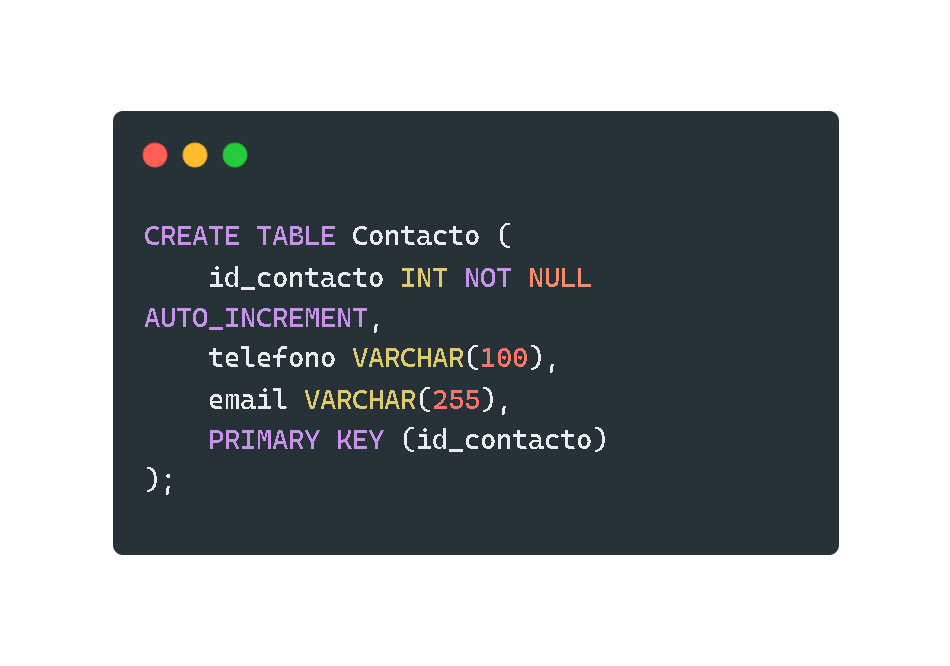 CREATE TABLE Contacto (
    id_contacto INT NOT NULL
AUTO_INCREMENT,
    telefono VARCHAR(100),
    email VARCHAR(255),
    PRIMARY KEY (id_contacto)
);